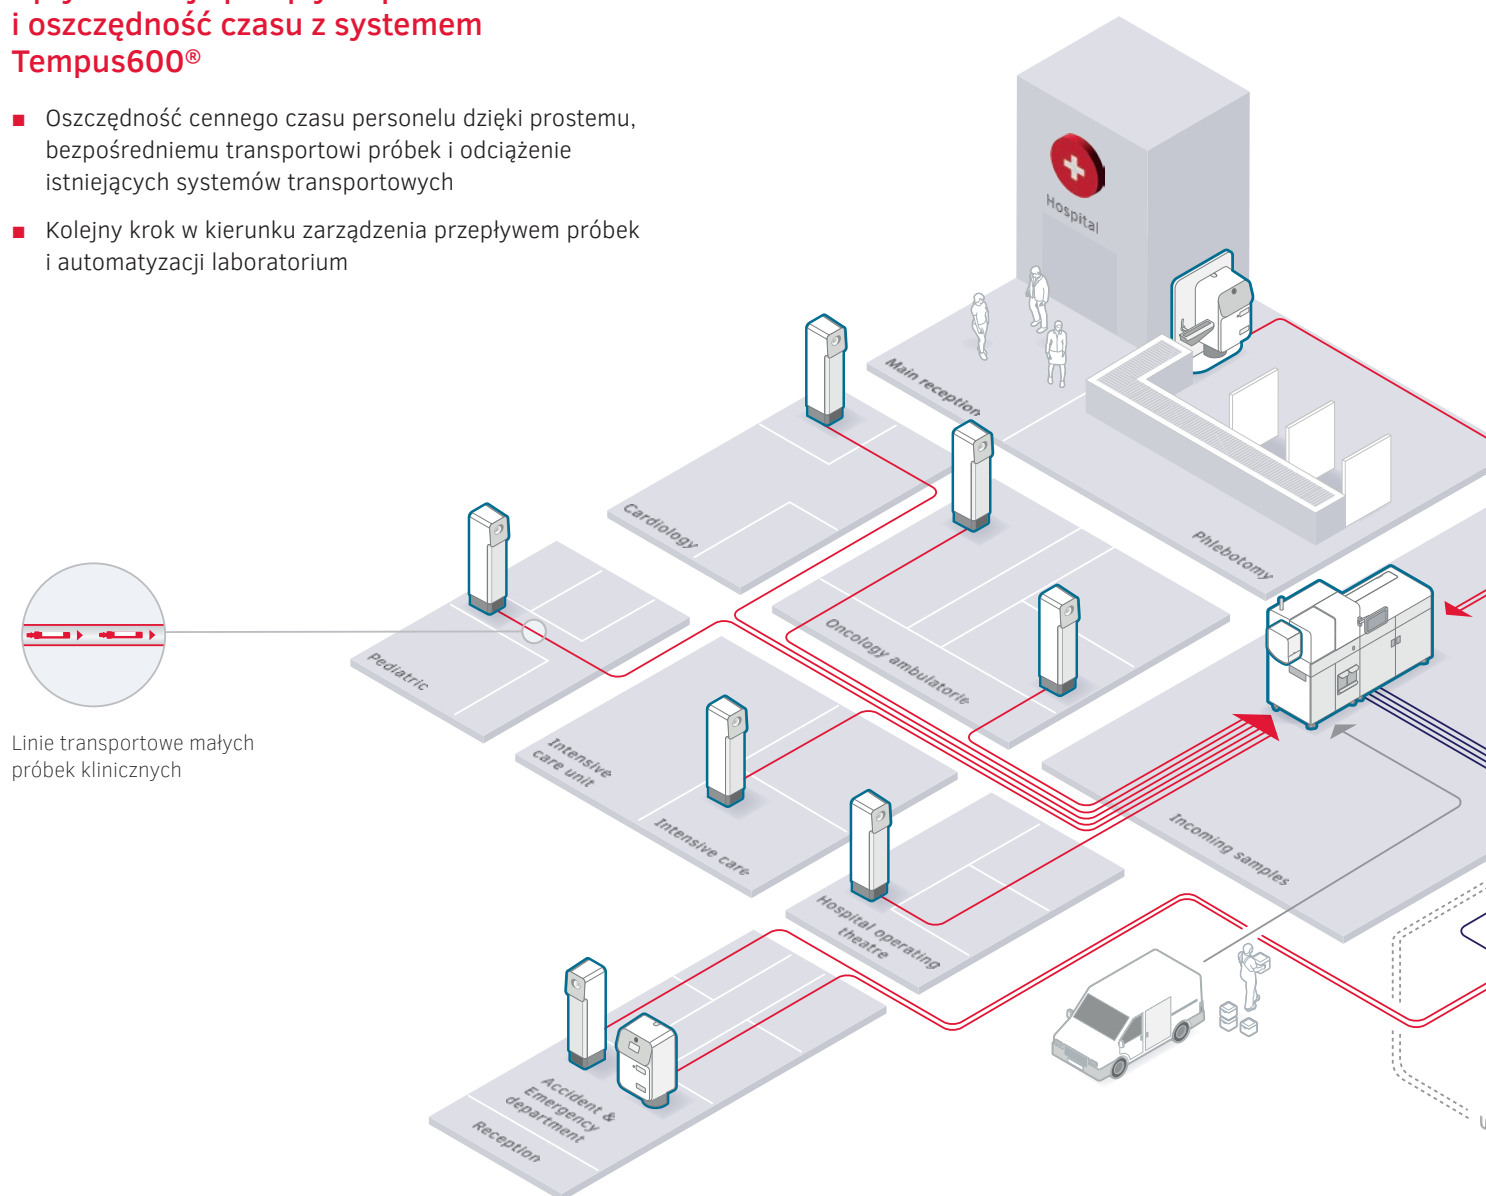 i oszczędność czasu z systemem
Tempus600®
■ Oszczędność cennego czasu personelu dzięki prostemu,
bezpośredniemu transportowi próbek i odciążenie
istniejących systemów transportowych
■ Kolejny krok w kierunku zarządzenia przepływem próbek
i automatyzacji laboratorium
Hospital
Main reception
Cardiology
Phlebotomy
Pediatric
Oncology ambulatorie
Linie transportowe małych
próbek klinicznych
Intensive
care unit
Intensive care
Incoming samples
Hospital operating
theatre
Accident &
Emergency
department
Reception